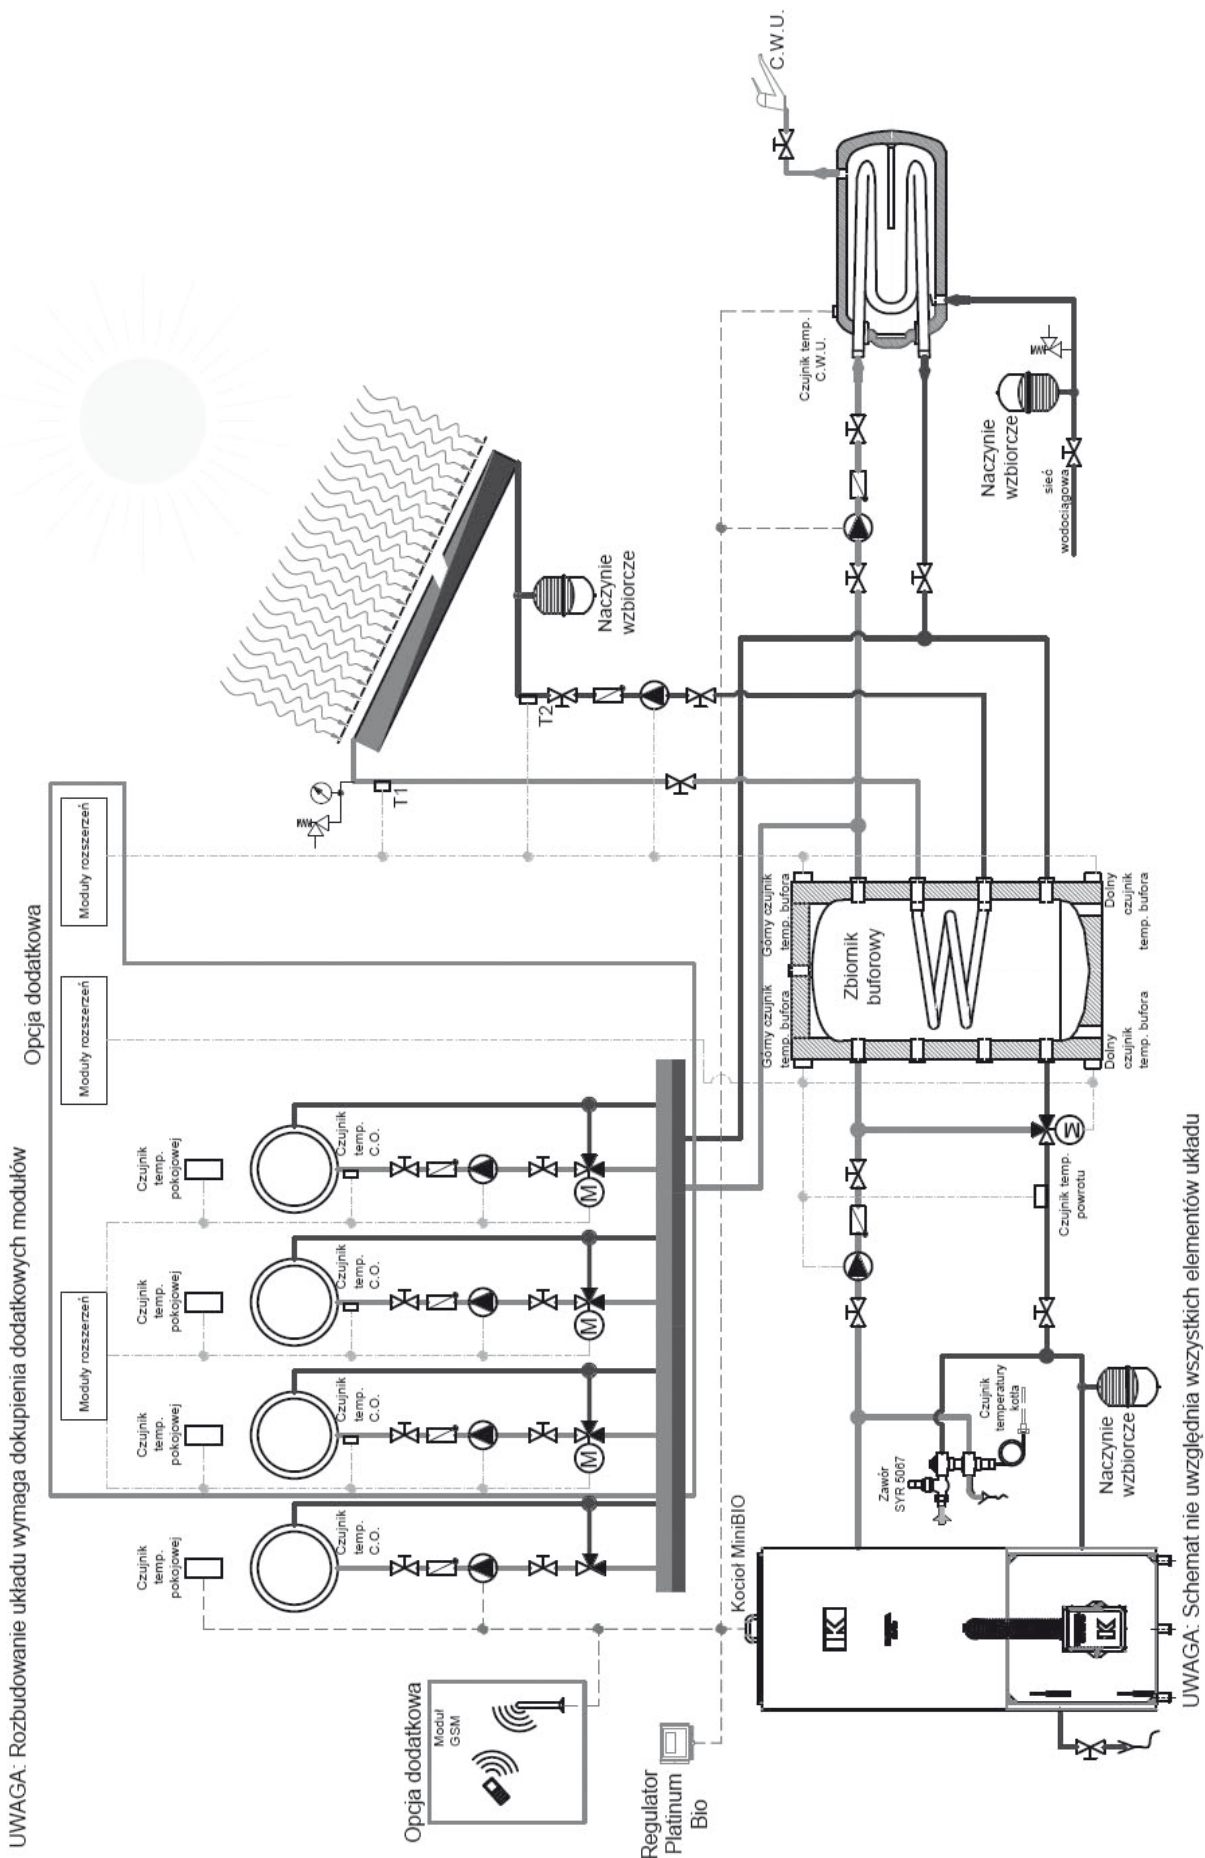 UWAGA: Rozbudowanie układu wymaga dokupienia dodatkowych modułów
Opcja dodatkowa
Moduły rozszerzeń
Moduły rozszerzeń
Moduły rozszerzeń
Czujnik
temp.
pokojowej
Czujnik
temp.
pokojowej
Czujnik
temp.
pokojowej
Czujnik
temp.
pokojowej
Czujnik
temp.
C.O.
Czujnik
temp.
C.O.
Czujnik
temp.
C.O.
Czujnik
temp.
C.O.
M
M
M
T1
T2
Naczynie
wzbiorcze
C.W.U.
Czujnik temp.
C.W.U.
Naczynie
wzbiorcze
sieć
wodociągowa
Opcja dodatkowa
Moduł
GSM
Regulator
Platinum
Bio
Kocioł MiniBIO
Zawór
SYR 5067
Czujnik
temperatury
kotła
Naczynie
wzbiorcze
Czujnik temp.
powrotu
M
Górny czujnik
temp. bufora
Górny czujnik
temp. bufora
Zbiornik
buforowy
Dolny
czujnik
temp. bufora
Dolny
czujnik
temp. bufora
UWAGA: Schemat nie uwzględnia wszystkich elementów układu